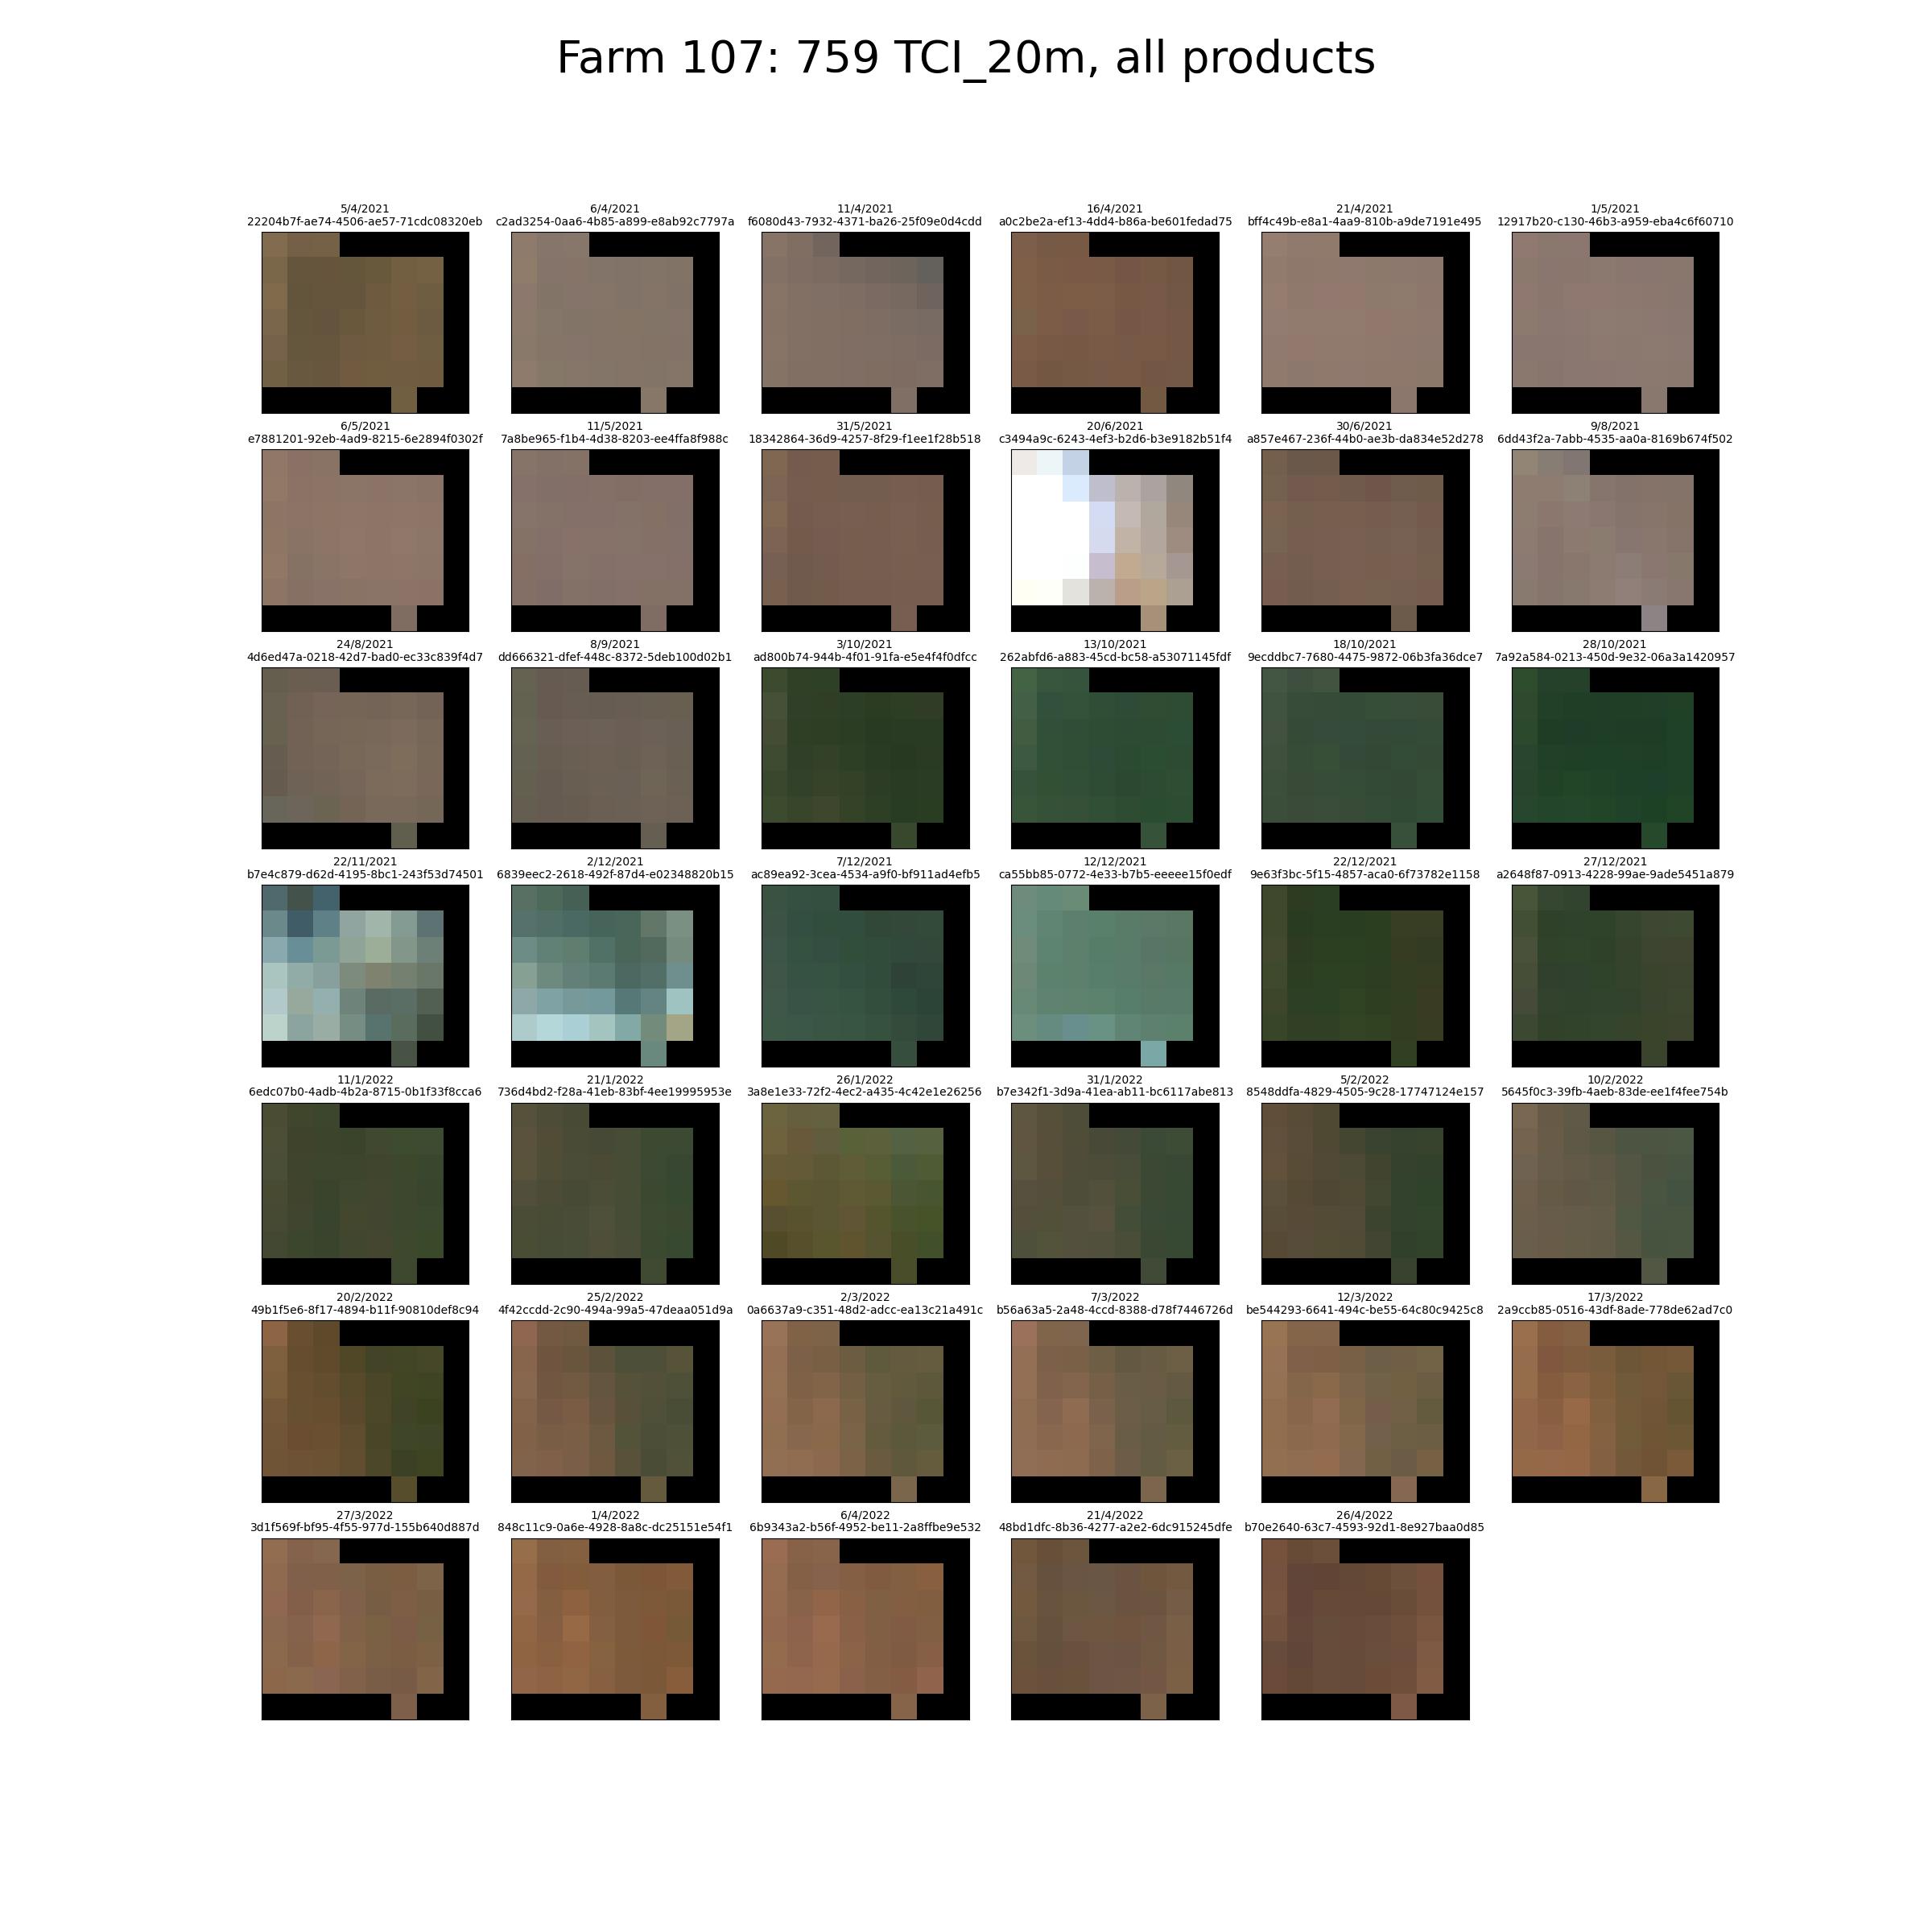 Farm 107: 759 TCI_20m, all products
5/4/2021
22204b7f-ae74-4506-ae57-71cdc08320eb
6/4/2021
c2ad3254-0aa6-4b85-a899-e8ab92c7797a
11/4/2021
f6080d43-7932-4371-ba26-25f09e0d4cdd
16/4/2021
a0c2be2a-ef13-4dd4-b86a-be601fedad75
21/4/2021
bff4c49b-e8a1-4aa9-810b-a9de7191e495
1/5/2021
12917b20-c130-46b3-a959-eba4c6f60710
6/5/2021
e7881201-92eb-4ad9-8215-6e2894f0302f
11/5/2021
7a8be965-f1b4-4d38-8203-ee4ffa8f988c
31/5/2021
18342864-36d9-4257-8f29-f1ee1f28b518
20/6/2021
c3494a9c-6243-4ef3-b2d6-b3e9182b51f4
30/6/2021
a857e467-236f-44b0-ae3b-da834e52d278
9/8/2021
6dd43f2a-7abb-4535-aa0a-8169b674f502
24/8/2021
4d6ed47a-0218-42d7-bad0-ec33c839f4d7
8/9/2021
dd666321-dfef-448c-8372-5deb100d02b1
3/10/2021
ad800b74-944b-4f01-91fa-e5e4f4f0dfcc
13/10/2021
262abfd6-a883-45cd-bc58-a53071145fdf
18/10/2021
9ecddbc7-7680-4475-9872-06b3fa36dce7
28/10/2021
7a92a584-0213-450d-9e32-06a3a1420957
22/11/2021
b7e4c879-d62d-4195-8bc1-243f53d74501
2/12/2021
6839eec2-2618-492f-87d4-e02348820b15
7/12/2021
ac89ea92-3cea-4534-a9f0-bf911ad4efb5
12/12/2021
ca55bb85-0772-4e33-b7b5-eeeee15f0edf
22/12/2021
9e63f3bc-5f15-4857-aca0-6f73782e1158
27/12/2021
a2648f87-0913-4228-99ae-9ade5451a879
11/1/2022
6edc07b0-4adb-4b2a-8715-0b1f33f8cca6
21/1/2022
736d4bd2-f28a-41eb-83bf-4ee19995953e
26/1/2022
3a8e1e33-72f2-4ec2-a435-4c42e1e26256
31/1/2022
b7e342f1-3d9a-41ea-ab11-bc6117abe813
5/2/2022
8548ddfa-4829-4505-9c28-17747124e157
10/2/2022
5645f0c3-39fb-4aeb-83de-ee1f4fee754b
20/2/2022
49b1f5e6-8f17-4894-b11f-90810def8c94
25/2/2022
4f42ccdd-2c90-494a-99a5-47deaa051d9a
2/3/2022
0a6637a9-c351-48d2-adcc-ea13c21a491c
7/3/2022
b56a63a5-2a48-4ccd-8388-d78f7446726d
12/3/2022
be544293-6641-494c-be55-64c80c9425c8
17/3/2022
2a9ccb85-0516-43df-8ade-778de62ad7c0
27/3/2022
3d1f569f-bf95-4f55-977d-155b640d887d
1/4/2022
848c11c9-0a6e-4928-8a8c-dc25151e54f1
6/4/2022
6b9343a2-b56f-4952-be11-2a8ffbe9e532
21/4/2022
48bd1dfc-8b36-4277-a2e2-6dc915245dfe
26/4/2022
b70e2640-63c7-4593-92d1-8e927baa0d85